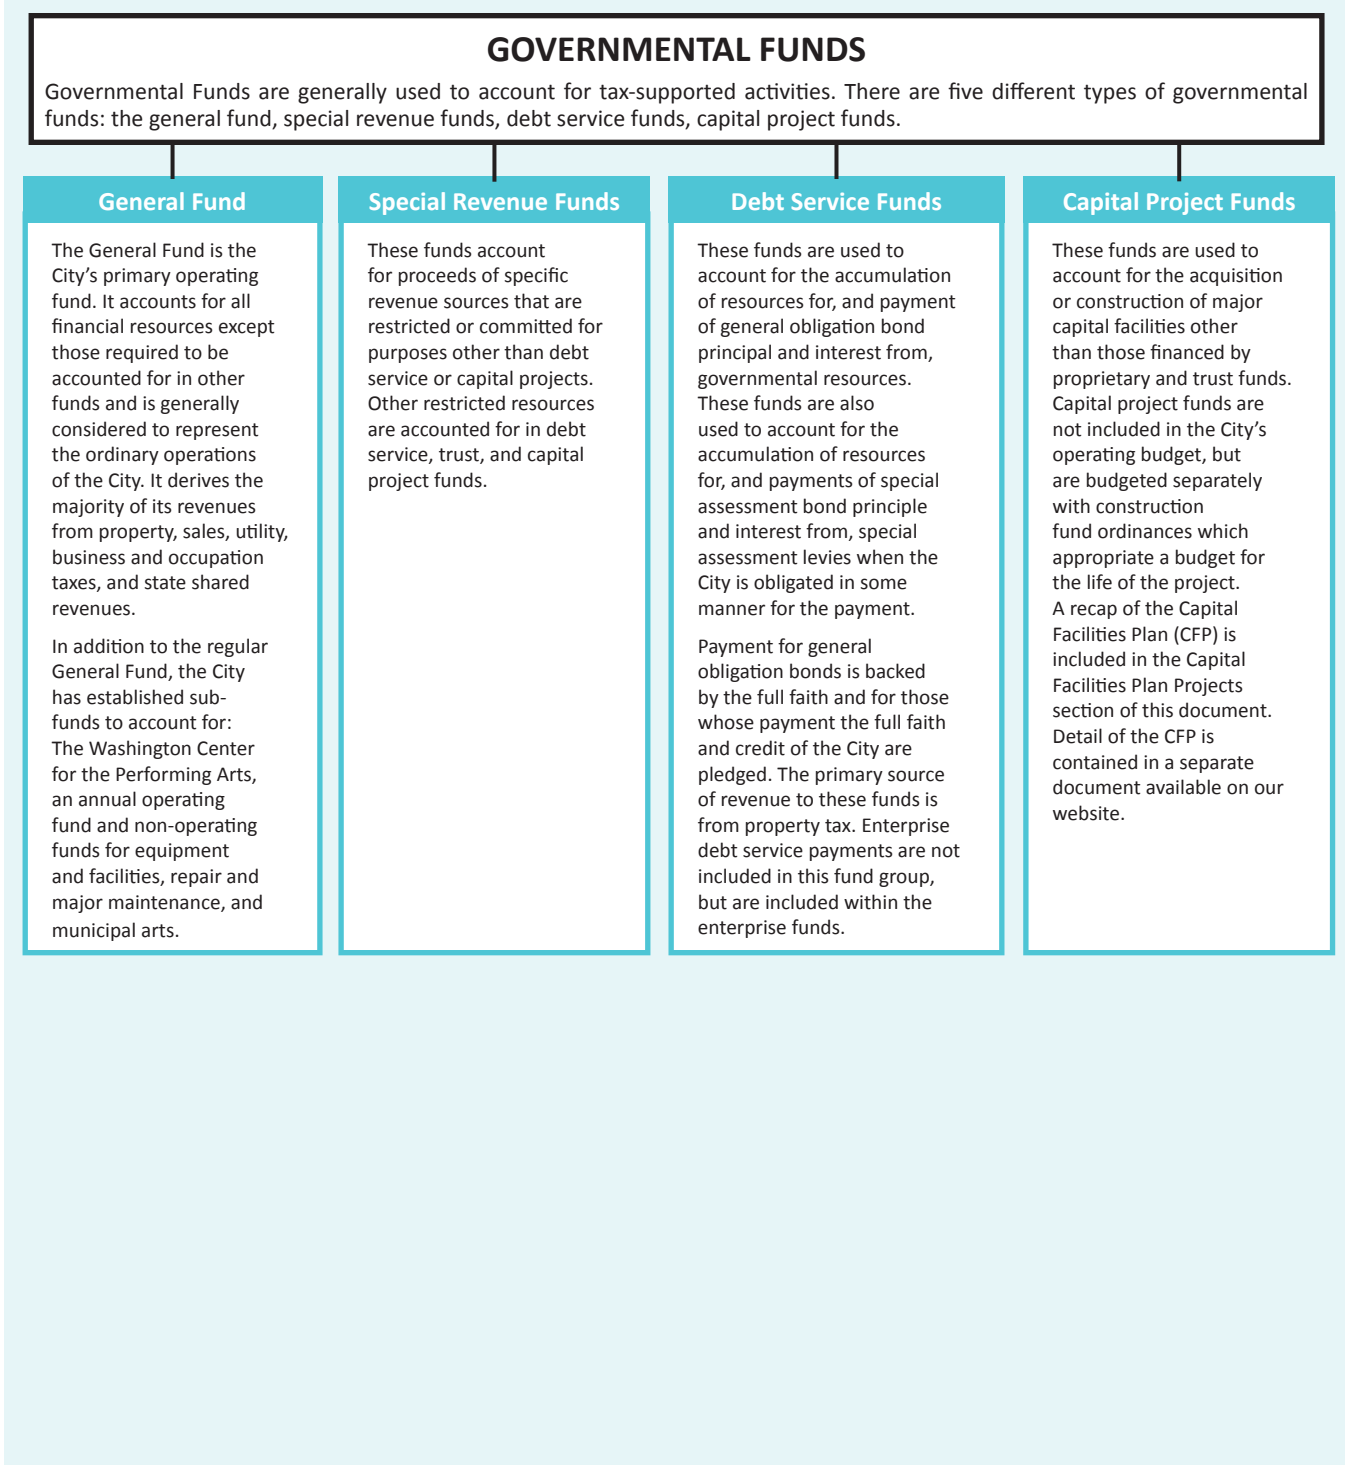 GOVERNMENTAL FUNDS
Governmental Funds are generally used to account for tax-supported activities. There are five different types of governmental
funds: the general fund, special revenue funds, debt service funds, capital project funds.
General Fund
The General Fund is the
City’s primary operating
fund. It accounts for all
financial resources except
those required to be
accounted for in other
funds and is generally
considered to represent
the ordinary operations
of the City. It derives the
majority of its revenues
from property, sales, utility,
business and occupation
taxes, and state shared
revenues.
In addition to the regular
General Fund, the City
has established sub-
funds to account for:
The Washington Center
for the Performing Arts,
an annual operating
fund and non-operating
funds for equipment
and facilities, repair and
major maintenance, and
municipal arts.
Special Revenue Funds
These funds account
for proceeds of specific
revenue sources that are
restricted or committed for
purposes other than debt
service or capital projects.
Other restricted resources
are accounted for in debt
service, trust, and capital
project funds.
Debt Service Funds
These funds are used to
account for the accumulation
of resources for, and payment
of general obligation bond
principal and interest from,
governmental resources.
These funds are also
used to account for the
accumulation of resources
for, and payments of special
assessment bond principle
and interest from, special
assessment levies when the
City is obligated in some
manner for the payment.
Payment for general
obligation bonds is backed
by the full faith and for those
whose payment the full faith
and credit of the City are
pledged. The primary source
of revenue to these funds is
from property tax. Enterprise
debt service payments are not
included in this fund group,
but are included within the
enterprise funds.
Capital Project Funds
These funds are used to
account for the acquisition
or construction of major
capital facilities other
than those financed by
proprietary and trust funds.
Capital project funds are
not included in the City’s
operating budget, but
are budgeted separately
with construction
fund ordinances which
appropriate a budget for
the life of the project.
A recap of the Capital
Facilities Plan (CFP) is
included in the Capital
Facilities Plan Projects
section of this document.
Detail of the CFP is
contained in a separate
document available on our
website.